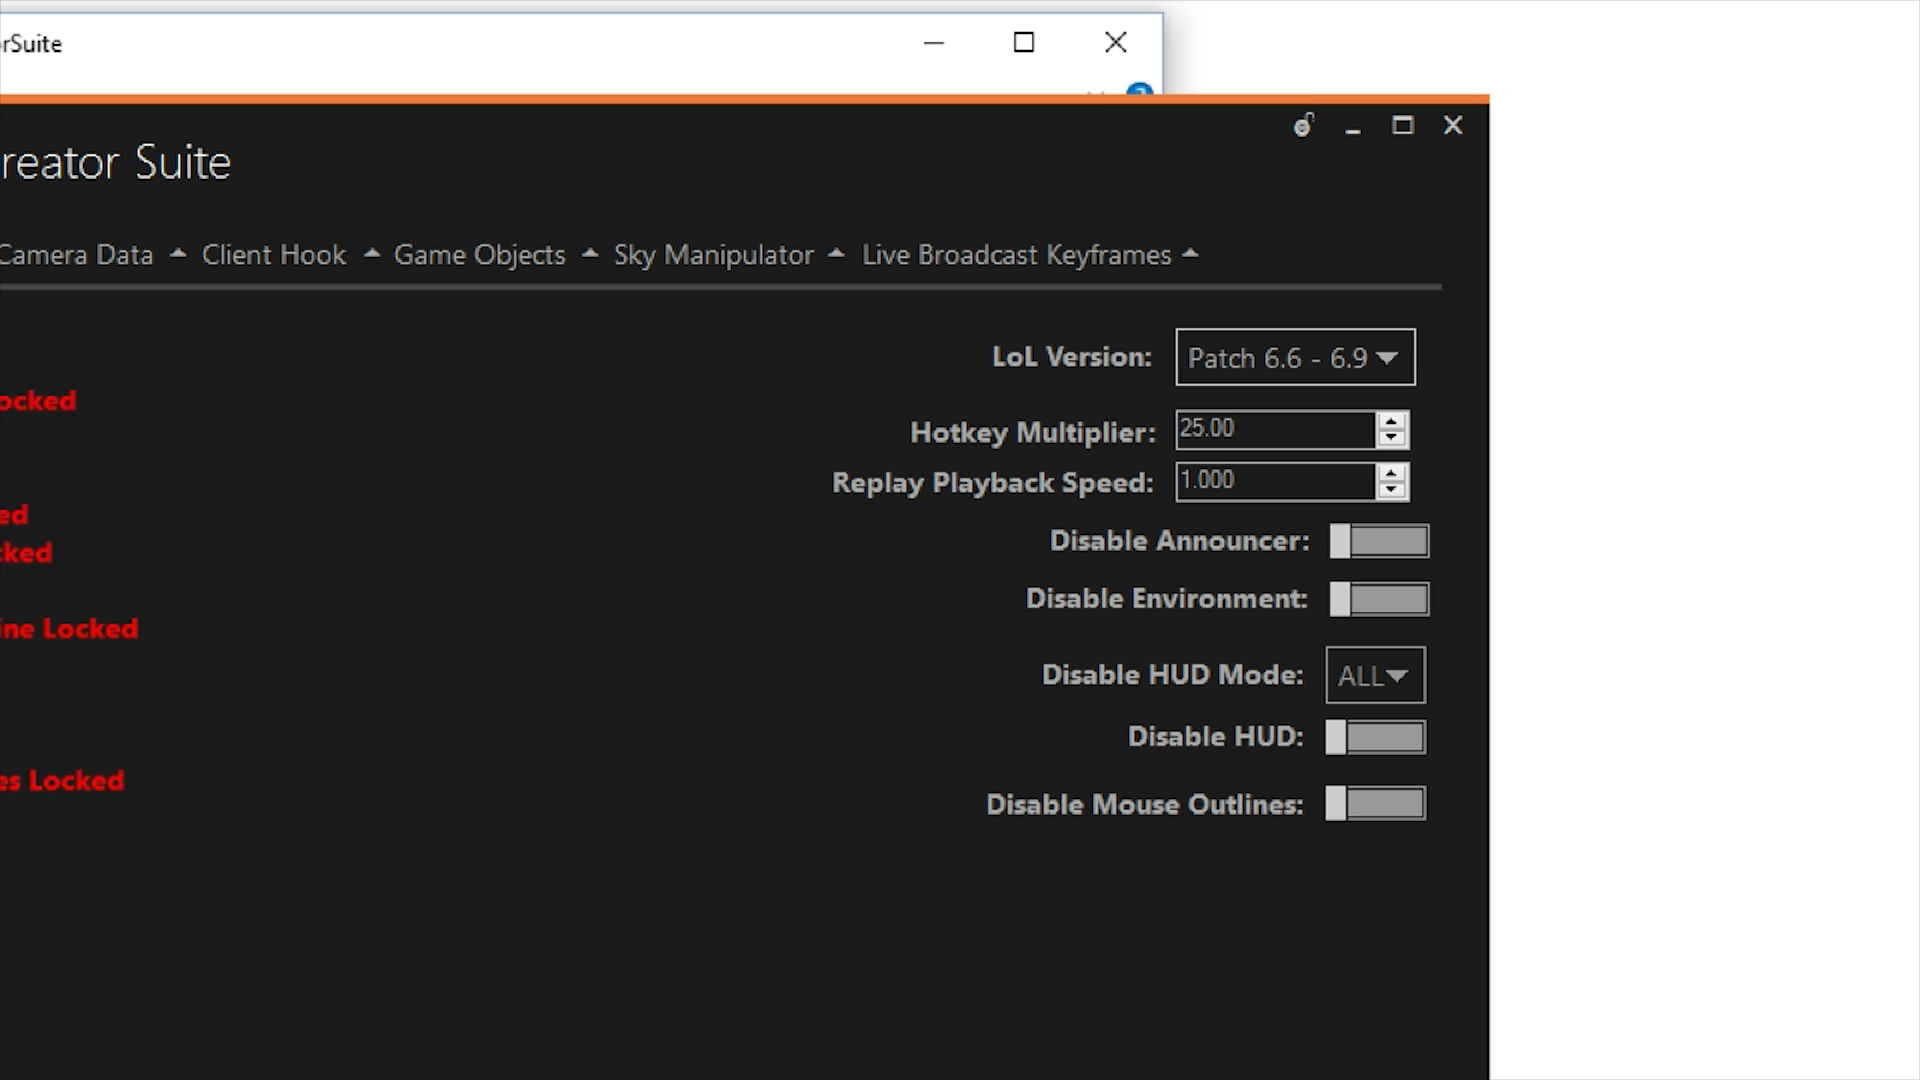 rSuite
reator Suite
Camera Data Client Hook Game Objects Sky Manipulator Live Broadcast Keyframes
LoL Version: Patch 6.6 - 6.9
ocked
Hotkey Multiplier: 25.00
Replay Playback Speed: 1.000
ed
Disable Announcer:
cked
Disable Environment:
ine Locked
Disable HUD Mode: ALL
Disable HUD:
es Locked
Disable Mouse Outlines: